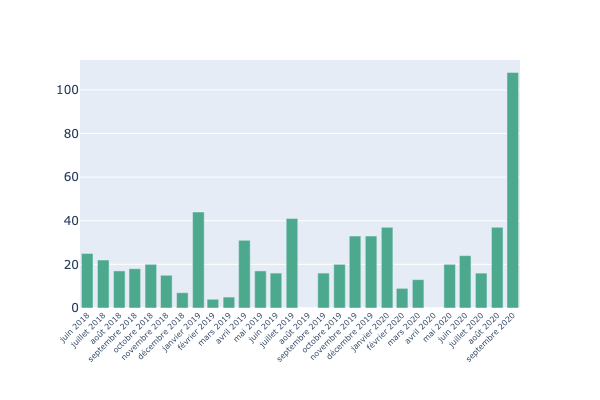 100
80
60
40
20
0
juin 2018
juillet 2018
août 2018
septembre 2018
octobre 2018
novembre 2018
décembre 2018
janvier 2019
février 2019
mars 2019
avril 2019
mai 2019
juin 2019
juillet 2019
août 2019
septembre 2019
octobre 2019
novembre 2019
décembre 2019
janvier 2020
février 2020
mars 2020
avril 2020
mai 2020
juin 2020
juillet 2020
août 2020
septembre 2020